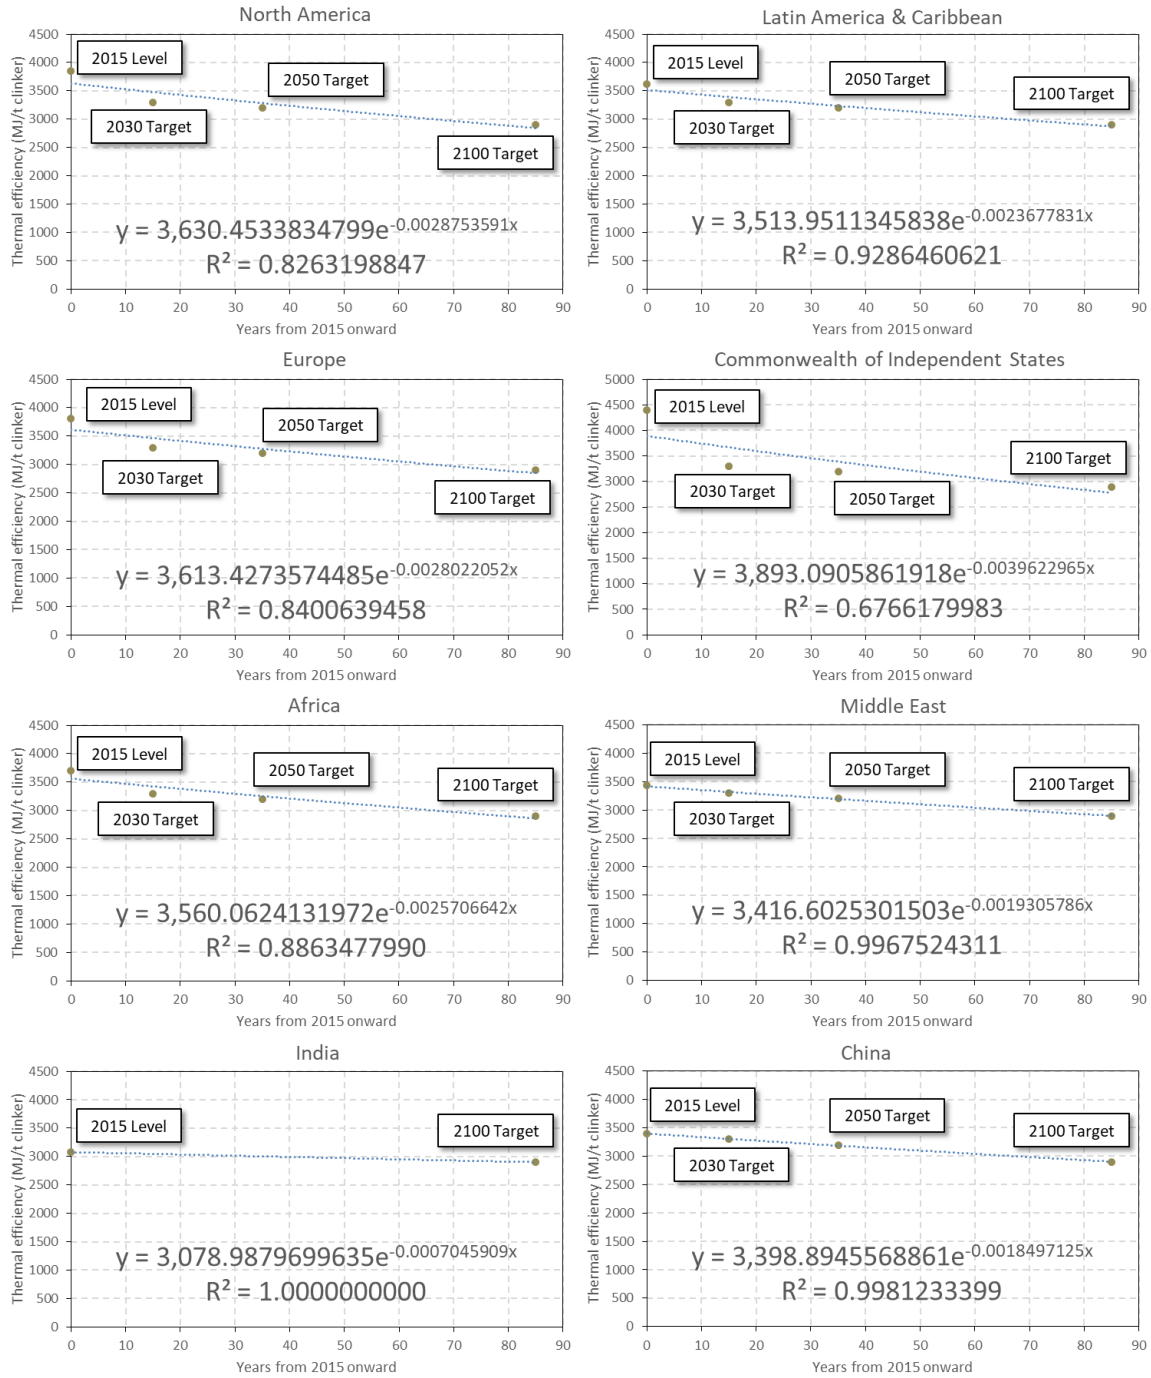 North America
Thermal efficiency (MJ/t clinker)
4500
4000
3500
3000
2500
2000
1500
1000
500
0
2015 Level
2030 Target
2050 Target
2100 Target
y = 3,630.4533834799e^-0.0028753591x
R² = 0.8263198847
0 10 20 30 40 50 60 70 80 90
Years from 2015 onward
Latin America & Caribbean
Thermal efficiency (MJ/t clinker)
4500
4000
3500
3000
2500
2000
1500
1000
500
0
2015 Level
2030 Target
2050 Target
2100 Target
y = 3,513.9511345838e^-0.0023677831x
R² = 0.9286460621
0 10 20 30 40 50 60 70 80 90
Years from 2015 onward
Europe
Thermal efficiency (MJ/t clinker)
4500
4000
3500
3000
2500
2000
1500
1000
500
0
2015 Level
2030 Target
2050 Target
2100 Target
y = 3,613.4273574485e^-0.0028022052x
R² = 0.8400639458
0 10 20 30 40 50 60 70 80 90
Years from 2015 onward
Commonwealth of Independent States
Thermal efficiency (MJ/t clinker)
5000
4500
4000
3500
3000
2500
2000
1500
1000
500
0
2015 Level
2030 Target
2050 Target
2100 Target
y = 3,893.0905861918e^-0.0039622965x
R² = 0.6766179983
0 10 20 30 40 50 60 70 80 90
Years from 2015 onward
Africa
Thermal efficiency (MJ/t clinker)
4500
4000
3500
3000
2500
2000
1500
1000
500
0
2015 Level
2030 Target
2050 Target
2100 Target
y = 3,560.0624131972e^-0.0025706642x
R² = 0.8863477990
0 10 20 30 40 50 60 70 80 90
Years from 2015 onward
Middle East
Thermal efficiency (MJ/t clinker)
4500
4000
3500
3000
2500
2000
1500
1000
500
0
2015 Level
2030 Target
2050 Target
2100 Target
y = 3,416.6025301503e^-0.0019305786x
R² = 0.9967524311
0 10 20 30 40 50 60 70 80 90
Years from 2015 onward
India
Thermal efficiency (MJ/t clinker)
4500
4000
3500
3000
2500
2000
1500
1000
500
0
2015 Level
2100 Target
y = 3,078.9879699635e^-0.0007045909x
R² = 1.0000000000
0 10 20 30 40 50 60 70 80 90
Years from 2015 onward
China
Thermal efficiency (MJ/t clinker)
4500
4000
3500
3000
2500
2000
1500
1000
500
0
2015 Level
2030 Target
2050 Target
2100 Target
y = 3,398.8945568861e^-0.0018497125x
R² = 0.9981233399
0 10 20 30 40 50 60 70 80 90
Years from 2015 onward